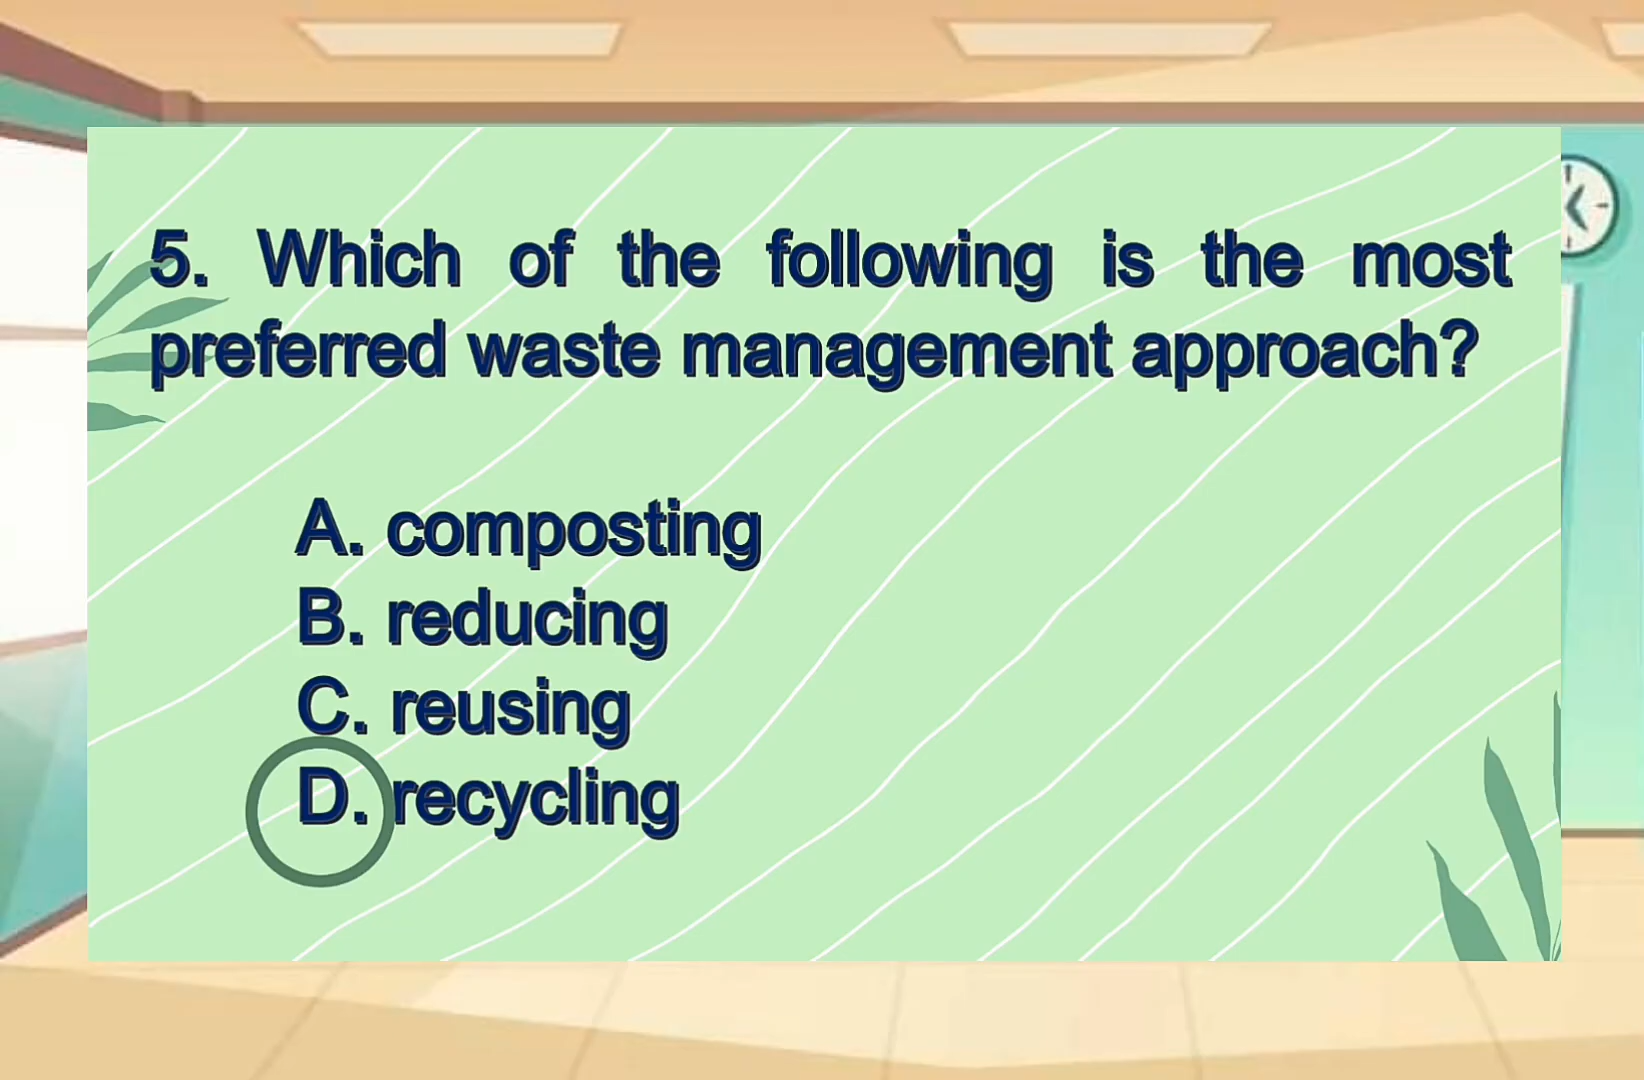 5. Which of the following is the most
preferred waste management approach?
A. composting
B. reducing
C. reusing
D. recycling